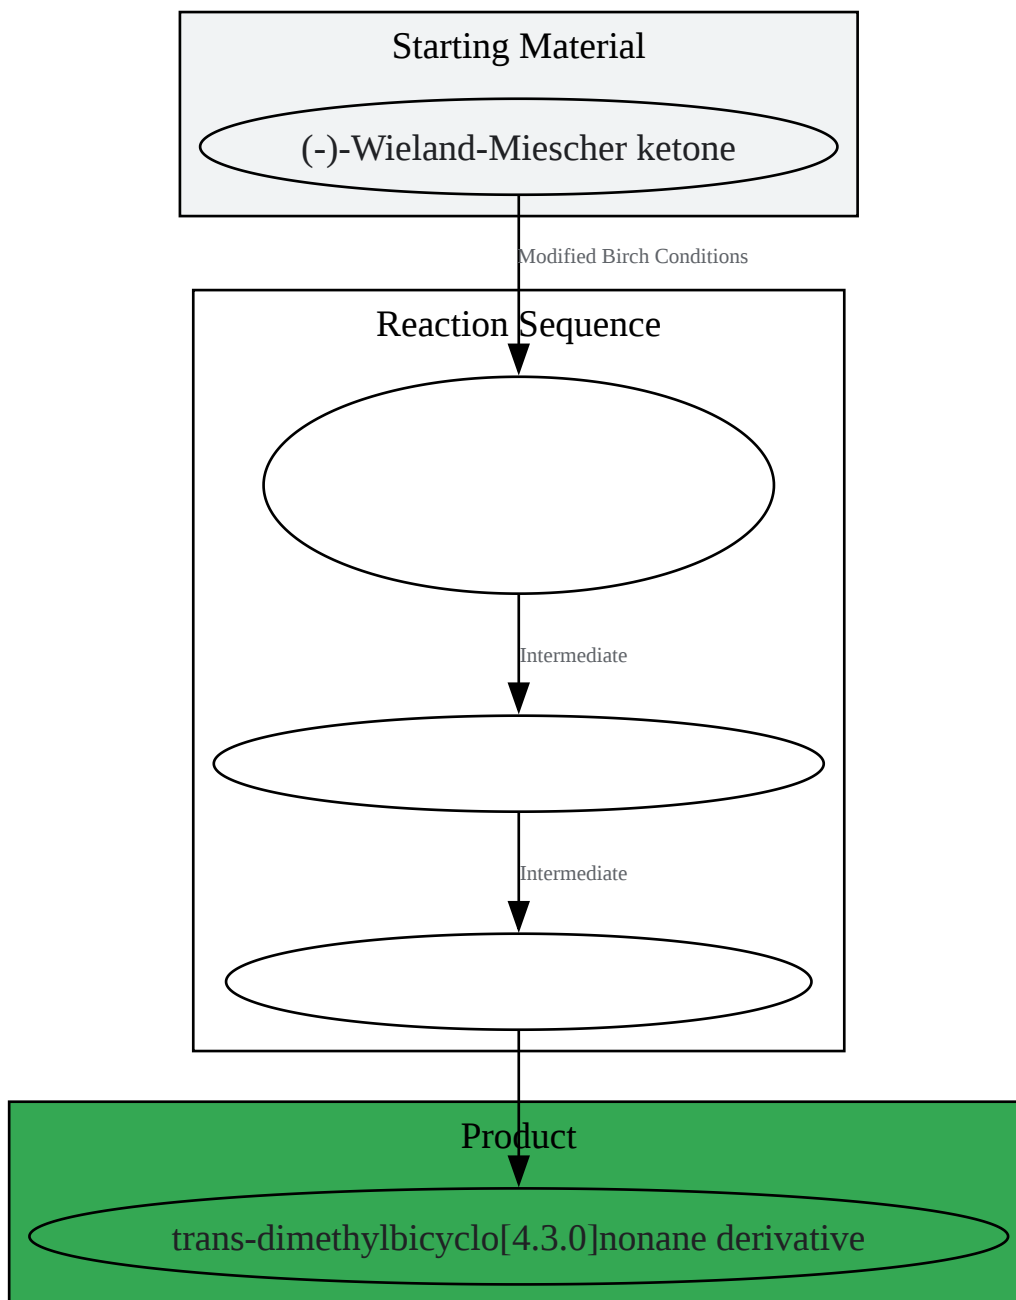 Starting Material
(-)-Wieland-Miescher ketone
Modified Birch Conditions
Reaction Sequence
Intermediate
Intermediate
Product
trans-dimethylbicyclo[4.3.0]nonane derivative